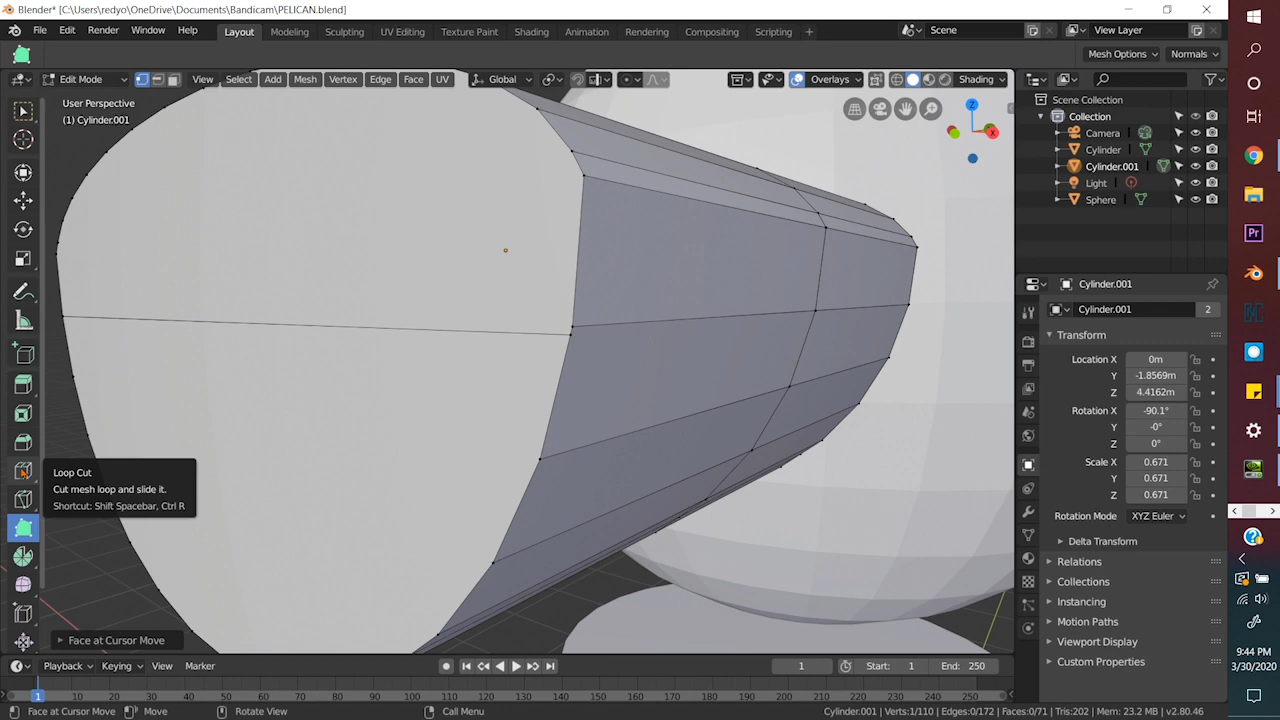 Blender* [C:\Users\redyo\OneDrive\Documents\Bandicam\PELICAN.blend]
File Edit Render Window Help Layout Modeling Sculpting UV Editing Texture Paint Shading Animation Rendering Compositing Scripting + Scene View Layer
Mesh Options Normals
Edit Mode View Select Add Mesh Vertex Edge Face UV Global Overlays Shading
User Perspective
(1) Cylinder.001
Z
X
Scene Collection
Collection
Camera
Cylinder
Cylinder.001
Light
Sphere
Cylinder.001
Cylinder.001 2
Transform
Location X 0m
Y -1.8569m
Z 4.4162m
Rotation X -90.1°
Y -0°
Z 0°
Scale X 0.671
Y 0.671
Z 0.671
Rotation Mode XYZ Euler
Delta Transform
Relations
Collections
Instancing
Motion Paths
Viewport Display
Custom Properties
Loop Cut
Cut mesh loop and slide it.
Shortcut: Shift Spacebar, Ctrl R
Face at Cursor Move
Playback Keying View Marker 1 Start: 1 End: 250
1 10 20 30 40 50 60 70 80 90 100 110 120 130 140 150 160 170 180 190 200 210 220 230 240 250
Face at Cursor Move Move Rotate View Call Menu Cylinder.001 | Verts:1/110 | Edges:0/172 | Faces:0/71 | Tris:202 | Mem: 23.2 MB | v2.80.46
Pr
N
9:44 PM
3/30/2020